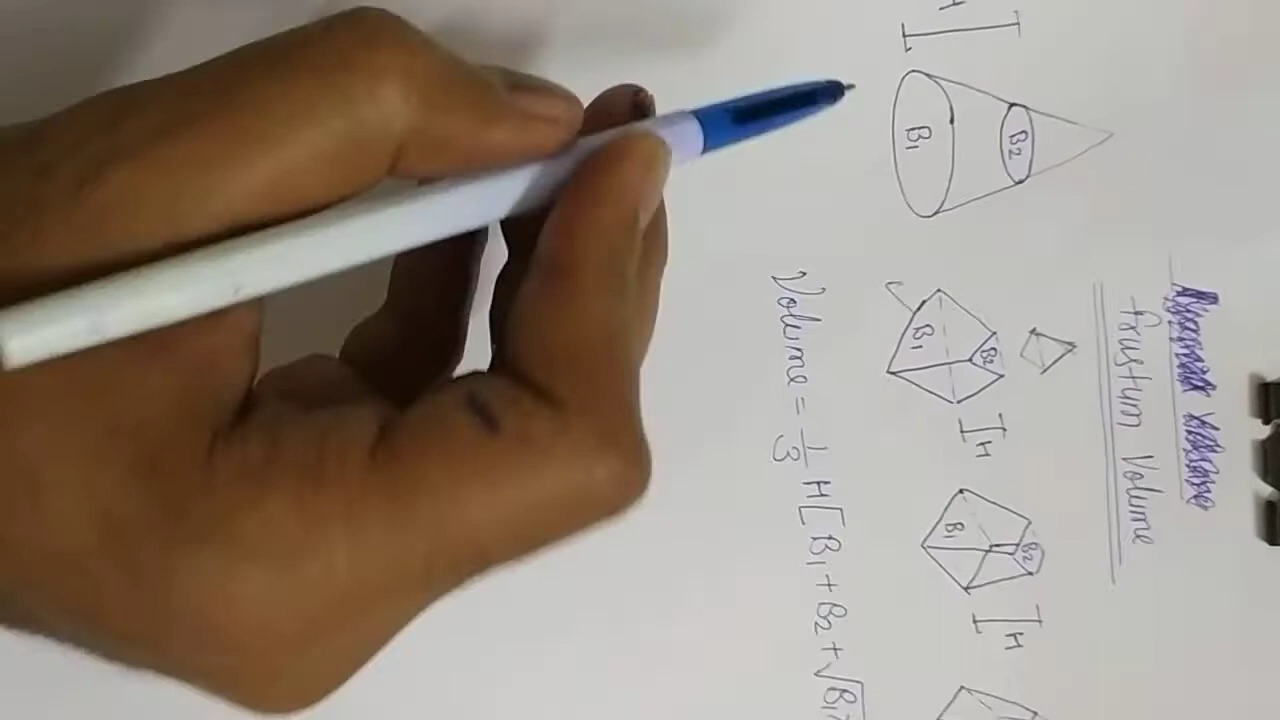 frustum Volume
H
B1
B2
B1
B2
H
B1
B2
H
Volume = 1/3 H[B1+B2+√B1